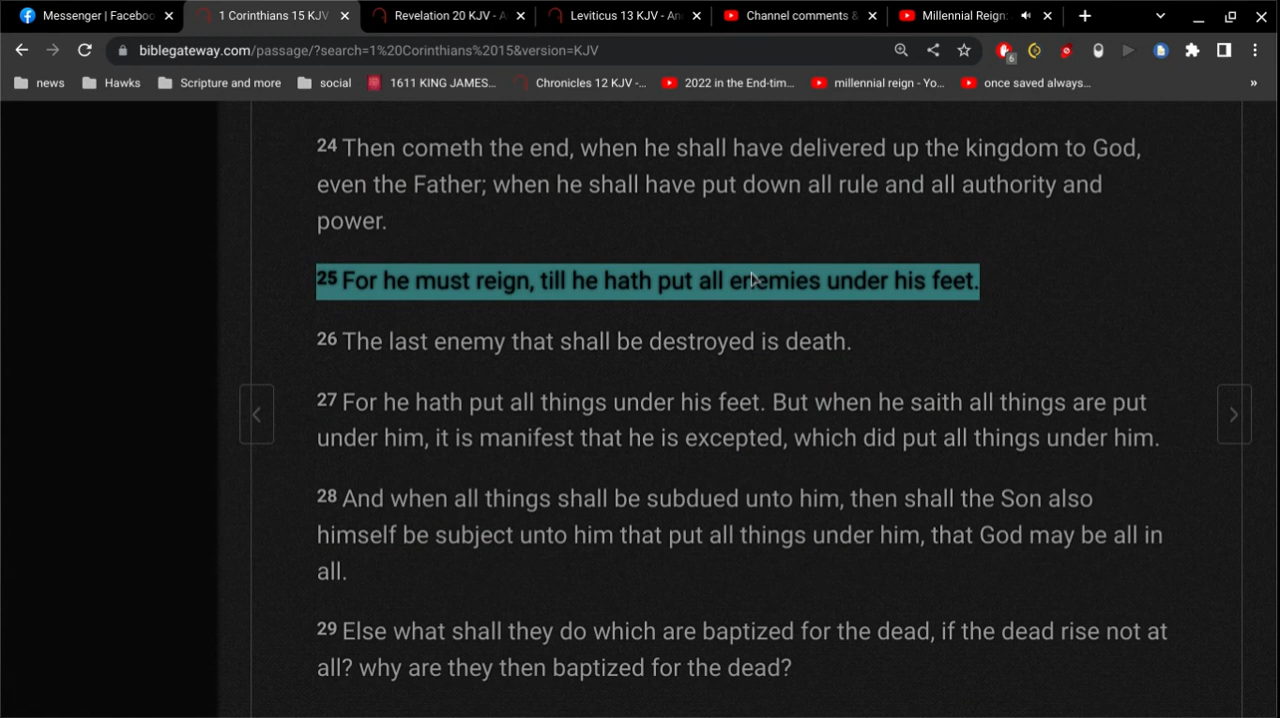 Messenger | Faceboo
1 Corinthians 15 KJV
Revelation 20 KJV - A
Leviticus 13 KJV - An
Channel comments &
Millennial Reign:
biblegateway.com/passage/?search=1%20Corinthians%2015&version=KJV
6
news
Hawks
Scripture and more
social
1611 KING JAMES...
Chronicles 12 KJV -...
2022 in the End-tim...
millennial reign - Yo...
once saved always...
»
24 Then cometh the end, when he shall have delivered up the kingdom to God,
even the Father; when he shall have put down all rule and all authority and
power.
25 For he must reign, till he hath put all enemies under his feet.
26 The last enemy that shall be destroyed is death.
27 For he hath put all things under his feet. But when he saith all things are put
under him, it is manifest that he is excepted, which did put all things under him.
28 And when all things shall be subdued unto him, then shall the Son also
himself be subject unto him that put all things under him, that God may be all in
all.
29 Else what shall they do which are baptized for the dead, if the dead rise not at
all? why are they then baptized for the dead?